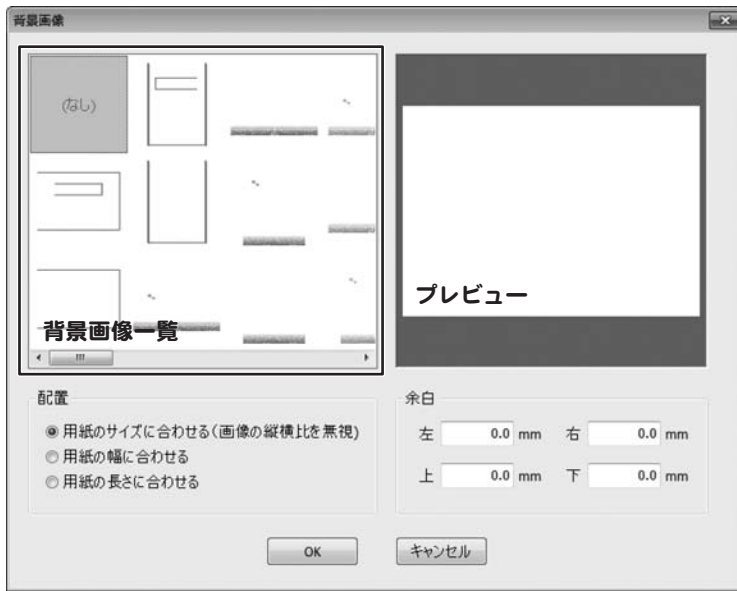 背景画像
(なし)
背景画像一覧
プレビュー
配置
用紙のサイズに合わせる(画像の縦横比を無視)
用紙の幅に合わせる
用紙の長さに合わせる
余白
左 0.0 mm 右 0.0 mm
上 0.0 mm 下 0.0 mm
OK キャンセル